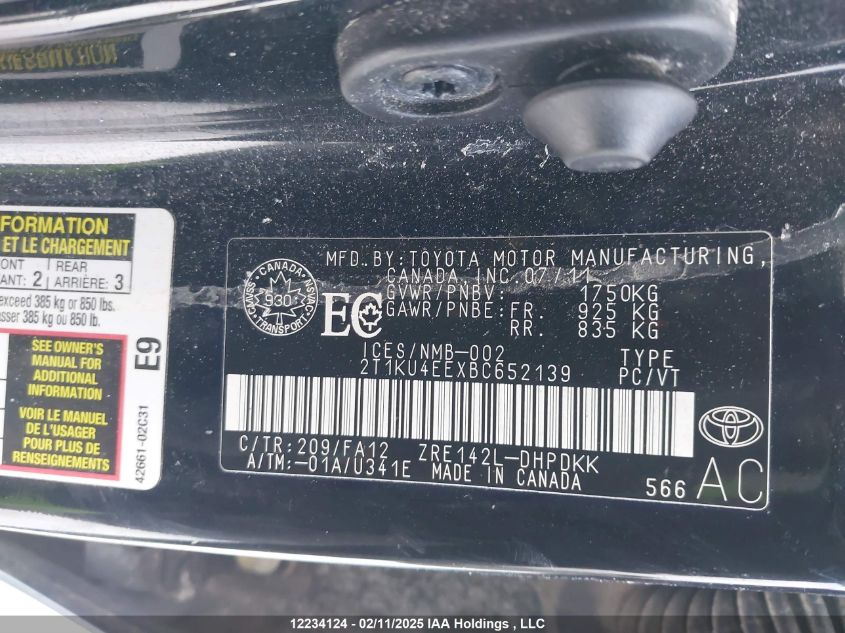 FORMATION
ET LE CHARGEMENT
ONT 2 REAR
ANT: ARRIÈRE: 3
exceed 385 kg or 850 lbs.
asser 385 kg ou 850 lb.
SEE OWNER'S
MANUAL FOR
ADDITIONAL
INFORMATION
VOIR LE MANUEL
DE L'USAGER
POUR PLUS DE
RENSEIGNEMENTS
E9
42661-02C31
MFD. BY: TOYOTA MOTOR MANUFACTURING,
CANADA, INC. 07/11
GVWR/PNBV: 1750KG
GAWR/PNBE: FR. 925 KG
RR. 835 KG
CANADA
930
TRANSPORT
NSVAC
CNSVA
EC
ICES/NMB-002 TYPE
2T1KU4EEXBC652139 PC/VT
C/TR: 209/FA12 ZRE142L-DHPDKK
A/TM:-01A/U341E MADE IN CANADA
566 AC
12234124 - 02/11/2025 IAA Holdings , LLC